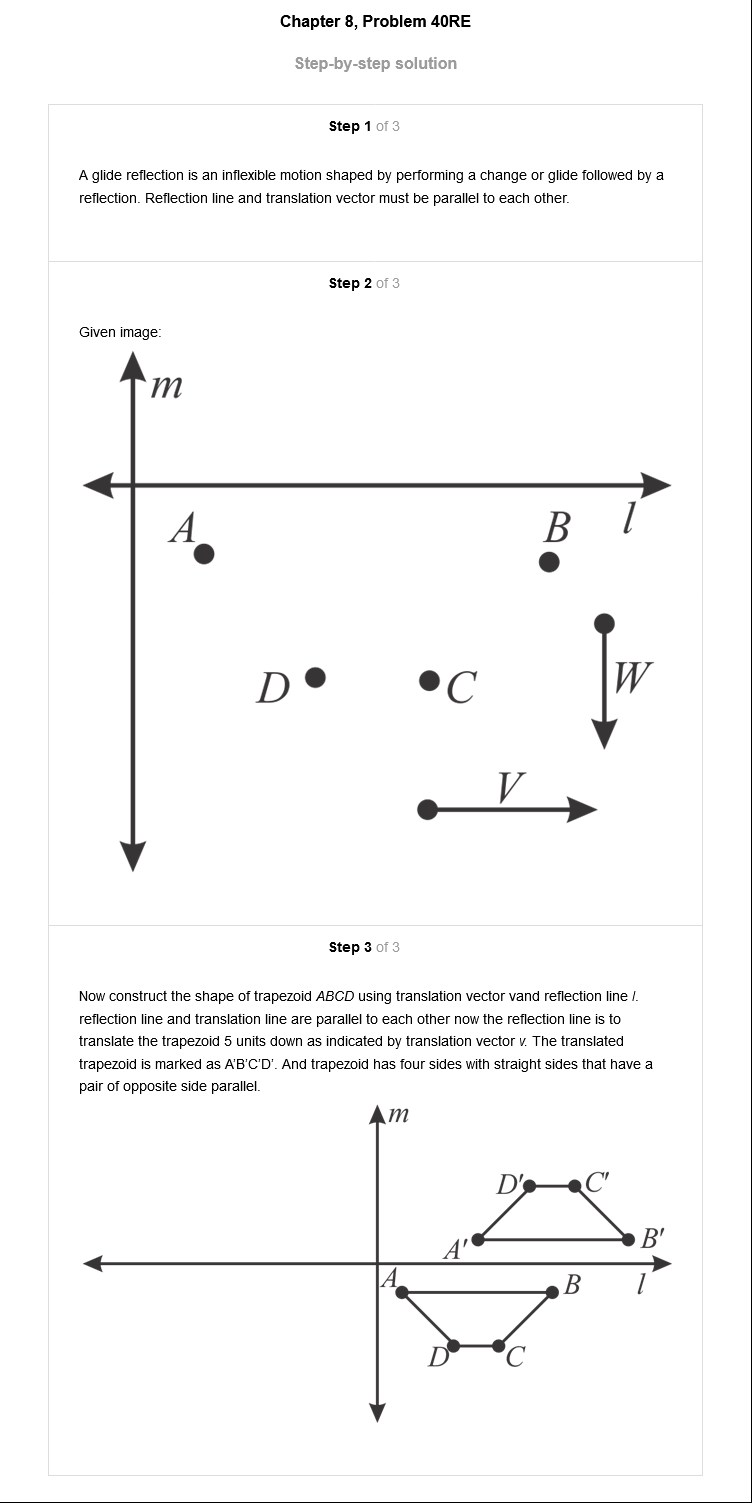 Chapter 8, Problem 40RE
Step-by-step solution
Step 1 of 3
A glide reflection is an inflexible motion shaped by performing a change or glide followed by a
reflection. Reflection line and translation vector must be parallel to each other.
Step 2 of 3
Given image:
m
l
A
B
D
C
W
V
Step 3 of 3
Now construct the shape of trapezoid ABCD using translation vector vand reflection line l.
reflection line and translation line are parallel to each other now the reflection line is to
translate the trapezoid 5 units down as indicated by translation vector v. The translated
trapezoid is marked as A'B'C'D'. And trapezoid has four sides with straight sides that have a
pair of opposite side parallel.
m
D'
C'
A'
B'
A
B
l
D
C